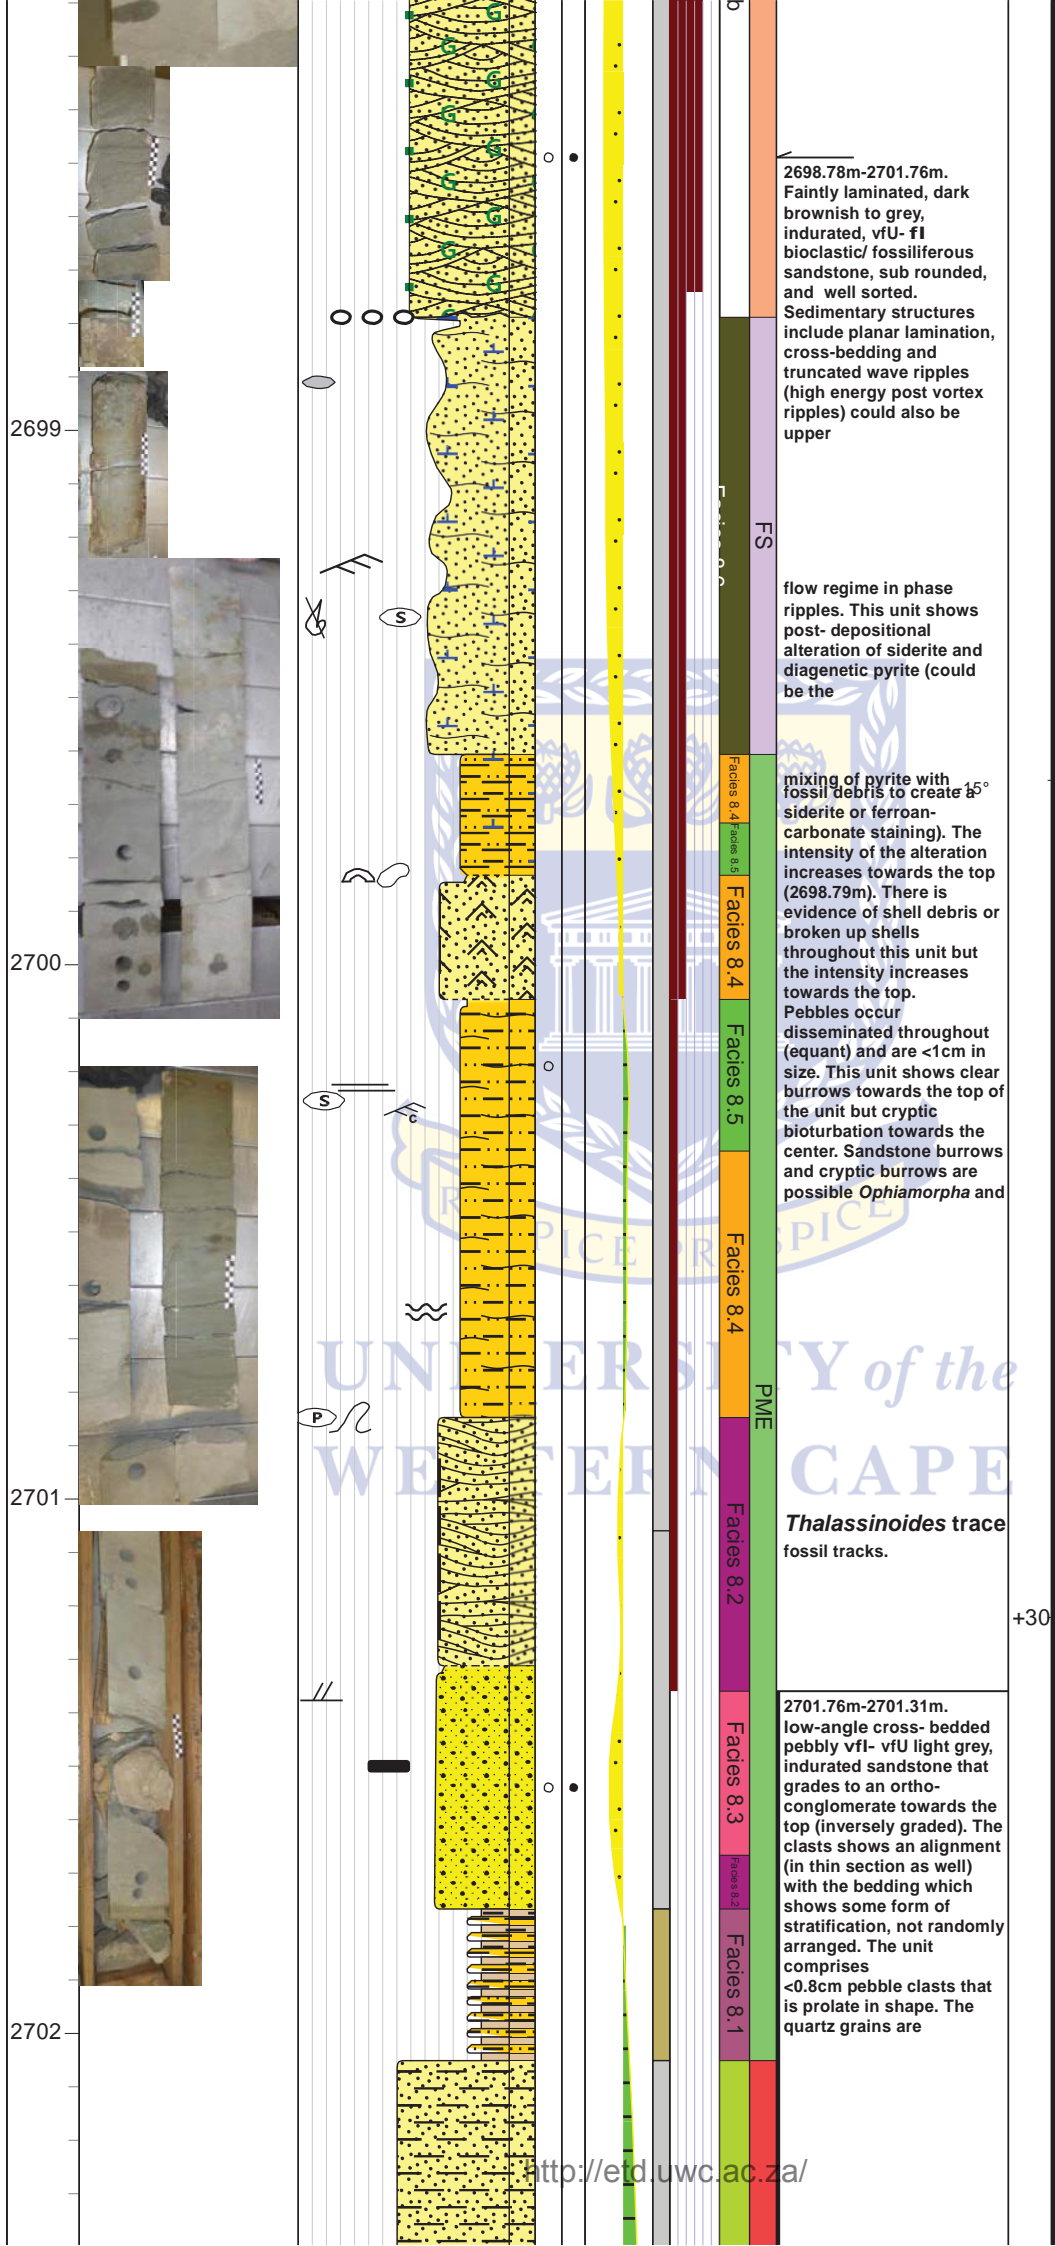 b
G
G
G
G
G
G
G
G
G
2698.78m-2701.76m.
Faintly laminated, dark
brownish to grey,
indurated, vfU- fl
bioclastic/ fossiliferous
sandstone, sub rounded,
and well sorted.
Sedimentary structures
include planar lamination,
cross-bedding and
truncated wave ripples
(high energy post vortex
ripples) could also be
upper
2699
FS
flow regime in phase
ripples. This unit shows
post- depositional
alteration of siderite and
diagenetic pyrite (could
be the
S
mixing of pyrite with
-15°
fossil debris to create a
siderite or ferroan-
carbonate staining). The
intensity of the alteration
increases towards the top
(2698.79m). There is
evidence of shell debris or
broken up shells
throughout this unit but
the intensity increases
towards the top.
Pebbles occur
disseminated throughout
(equant) and are <1cm in
size. This unit shows clear
burrows towards the top of
the unit but cryptic
bioturbation towards the
center. Sandstone burrows
and cryptic burrows are
possible Ophiamorpha and
Facies 8.4
Facies 8.5
Facies 8.4
2700
Facies 8.5
S
c
Facies 8.4
PME
P
UNIVERSITY of the
WESTERN CAPE
2701
Facies 8.2
Thalassinoides trace
fossil tracks.
+30
2701.76m-2701.31m.
low-angle cross- bedded
pebbly vfl- vfU light grey,
indurated sandstone that
grades to an ortho-
conglomerate towards the
top (inversely graded). The
clasts shows an alignment
(in thin section as well)
with the bedding which
shows some form of
stratification, not randomly
arranged. The unit
comprises
<0.8cm pebble clasts that
is prolate in shape. The
quartz grains are
Facies 8.3
Facies 8.2
Facies 8.1
2702
http://etd.uwc.ac.za/